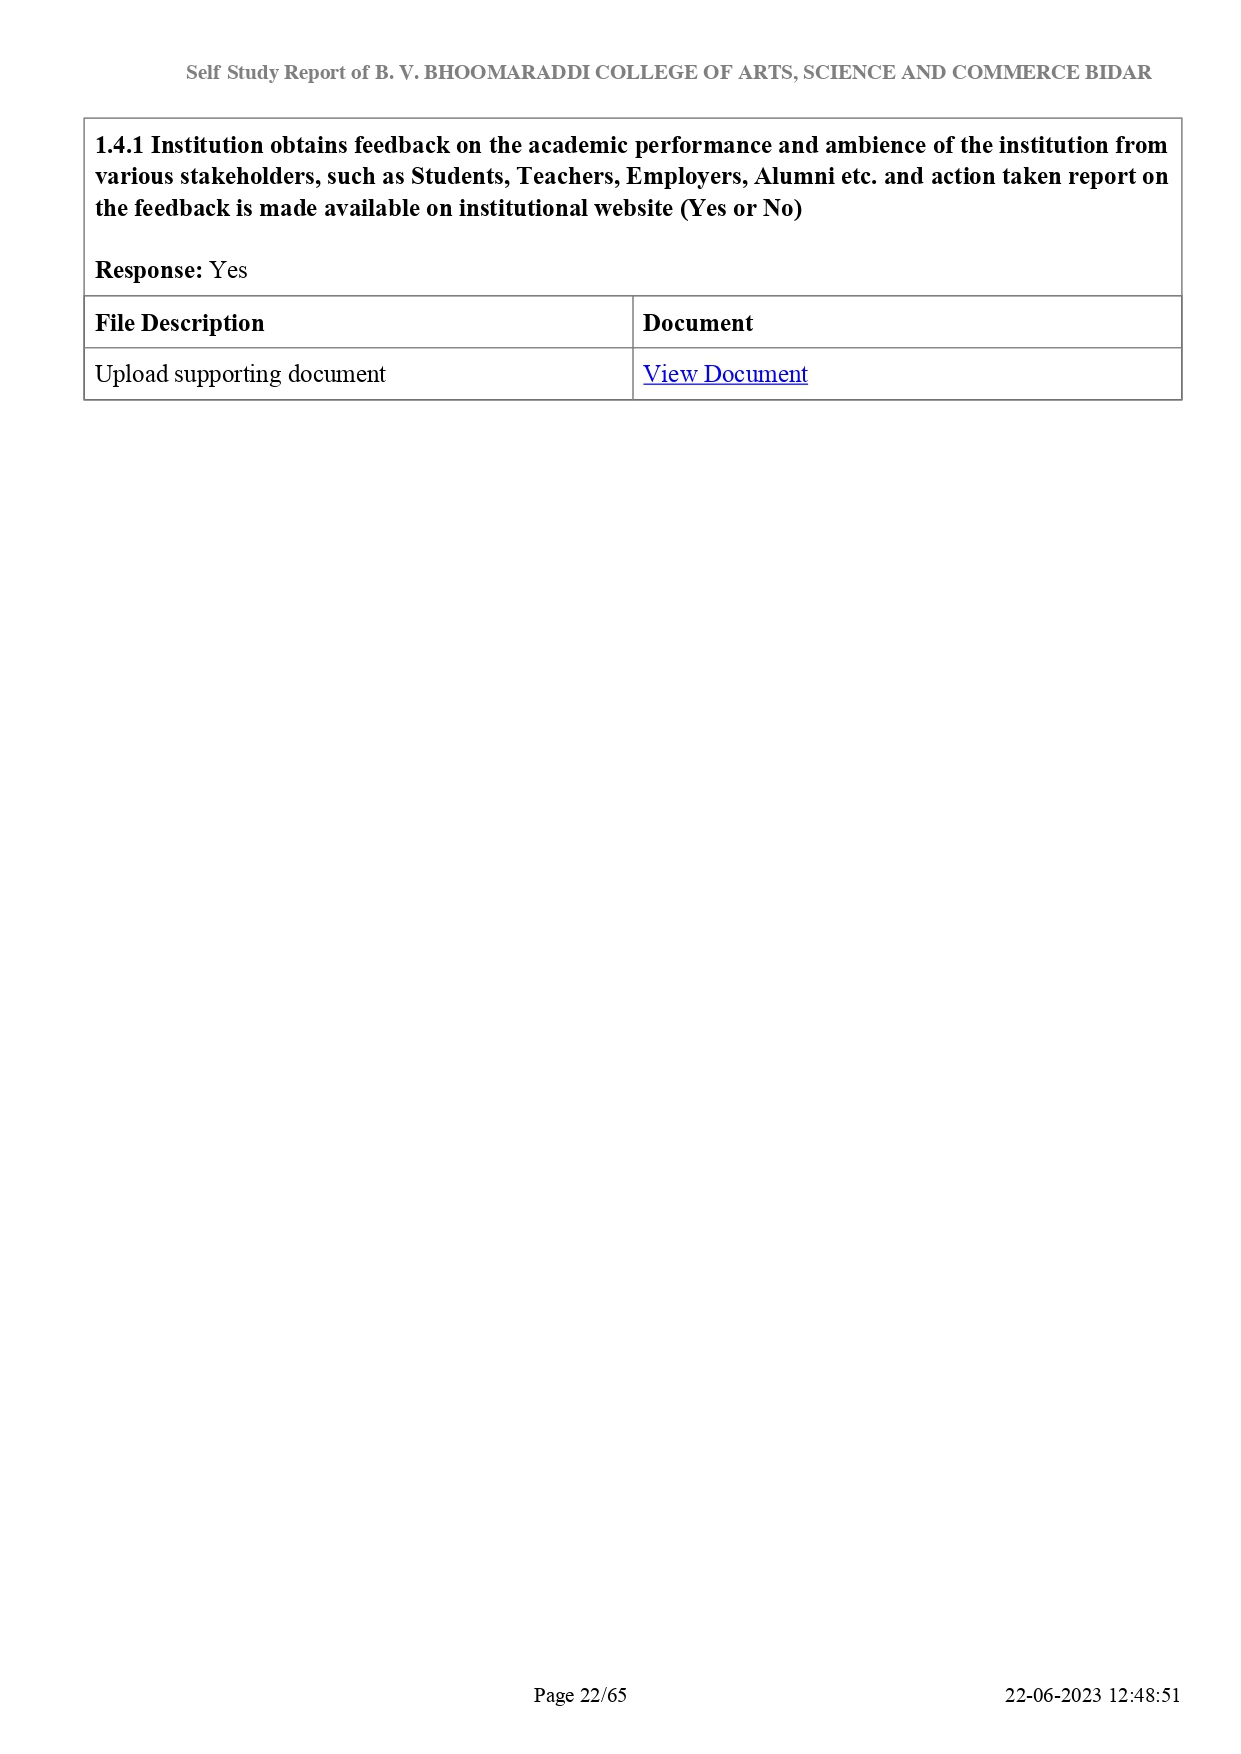 Self Study Report of B. V. BHOOMARADDI COLLEGE OF ARTS, SCIENCE AND COMMERCE BIDAR
1.4.1 Institution obtains feedback on the academic performance and ambience of the institution from
various stakeholders, such as Students, Teachers, Employers, Alumni etc. and action taken report on
the feedback is made available on institutional website (Yes or No)
Response: Yes
File Description Document
Upload supporting document View Document
Page 22/65 22-06-2023 12:48:51